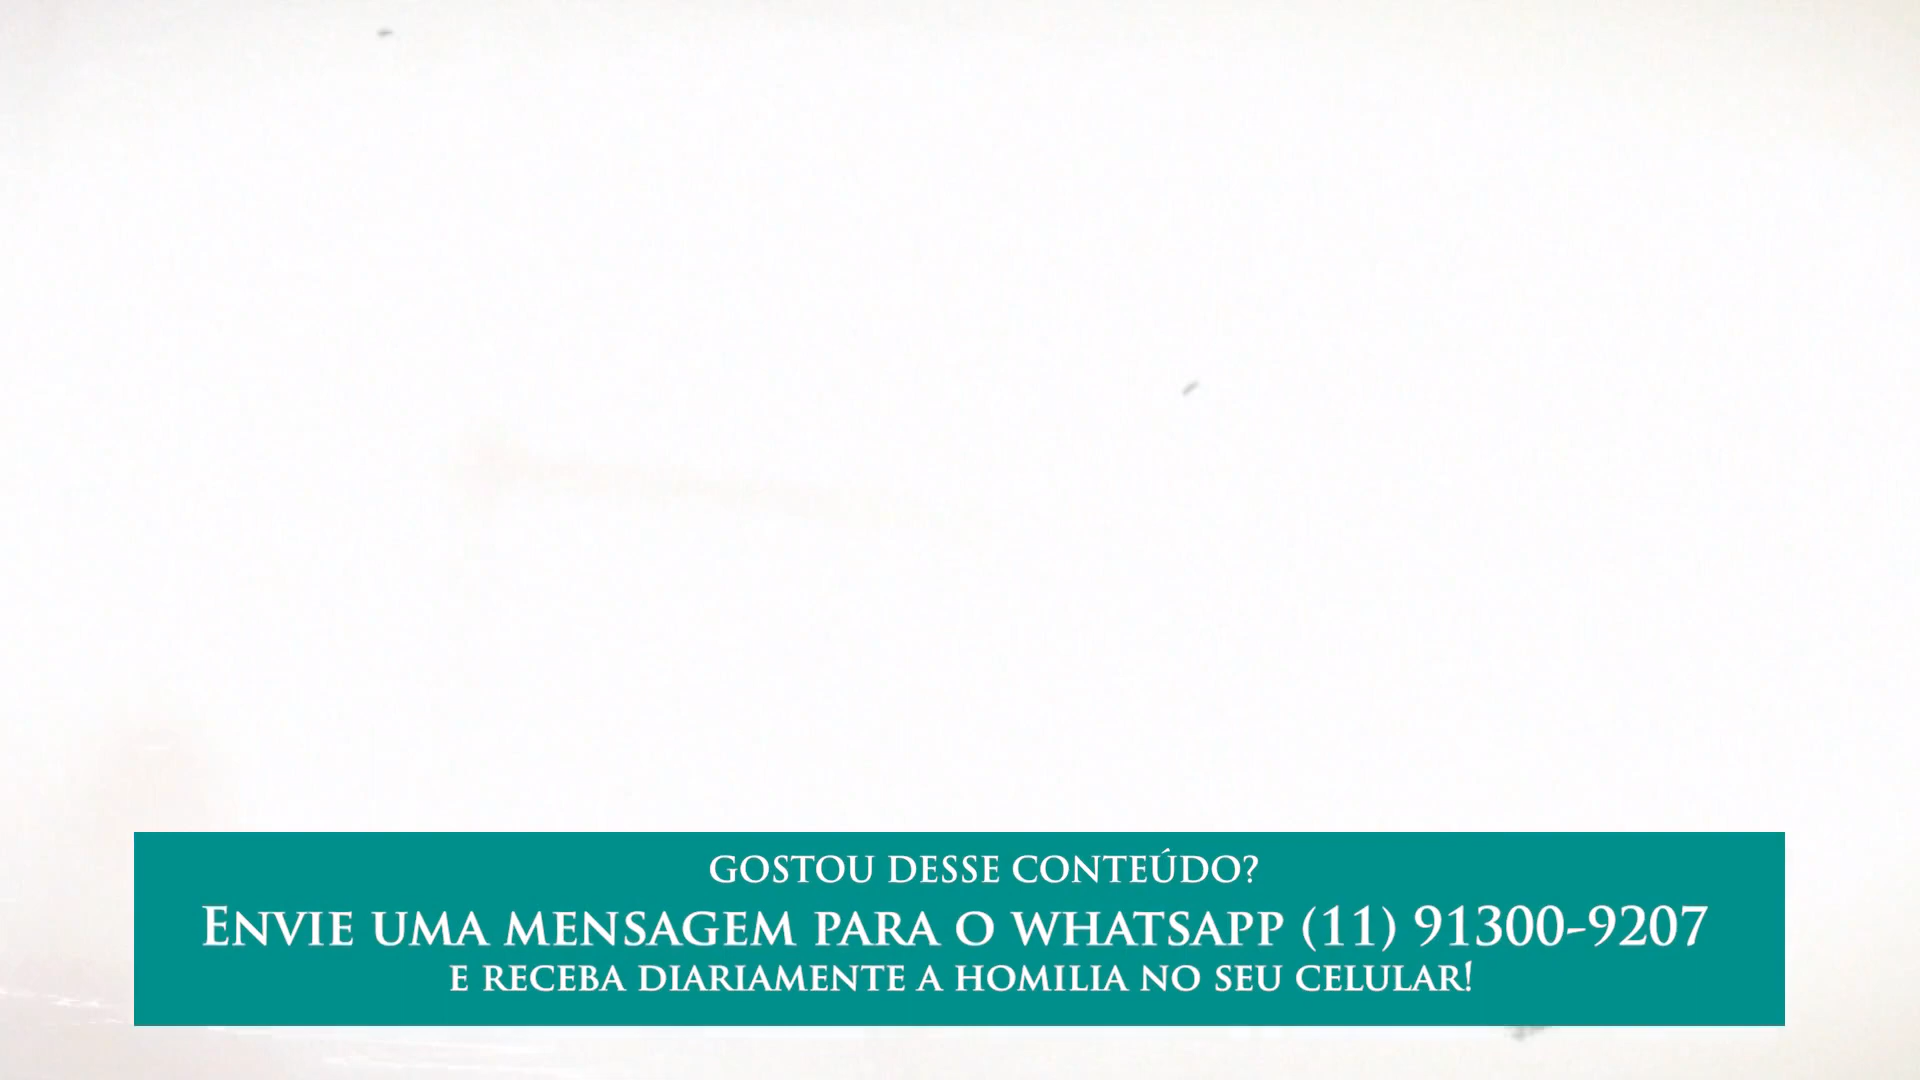 GOSTOU DESSE CONTEÚDO?
ENVIE UMA MENSAGEM PARA O WHATSAPP (11) 91300-9207
E RECEBA DIARIAMENTE A HOMILIA NO SEU CELULAR!